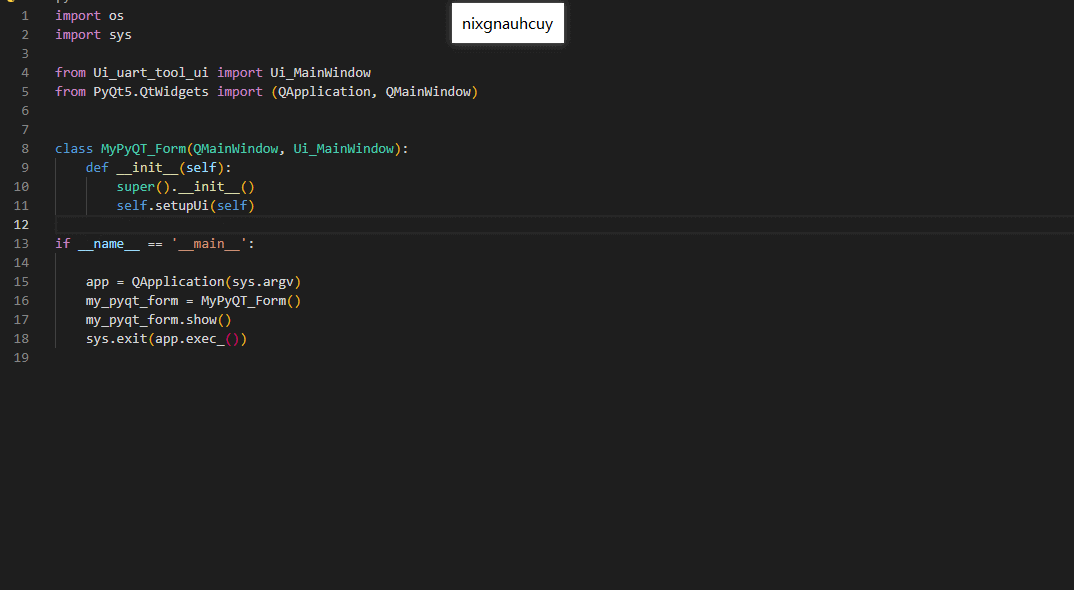 nixgnauhcuy
1 import os
2 import sys
3
4 from Ui_uart_tool_ui import Ui_MainWindow
5 from PyQt5.QtWidgets import (QApplication, QMainWindow)
6
7
8 class MyPyQT_Form(QMainWindow, Ui_MainWindow):
9     def __init__(self):
10         super().__init__()
11         self.setupUi(self)
12
13 if __name__ == '__main__':
14
15     app = QApplication(sys.argv)
16     my_pyqt_form = MyPyQT_Form()
17     my_pyqt_form.show()
18     sys.exit(app.exec_())
19